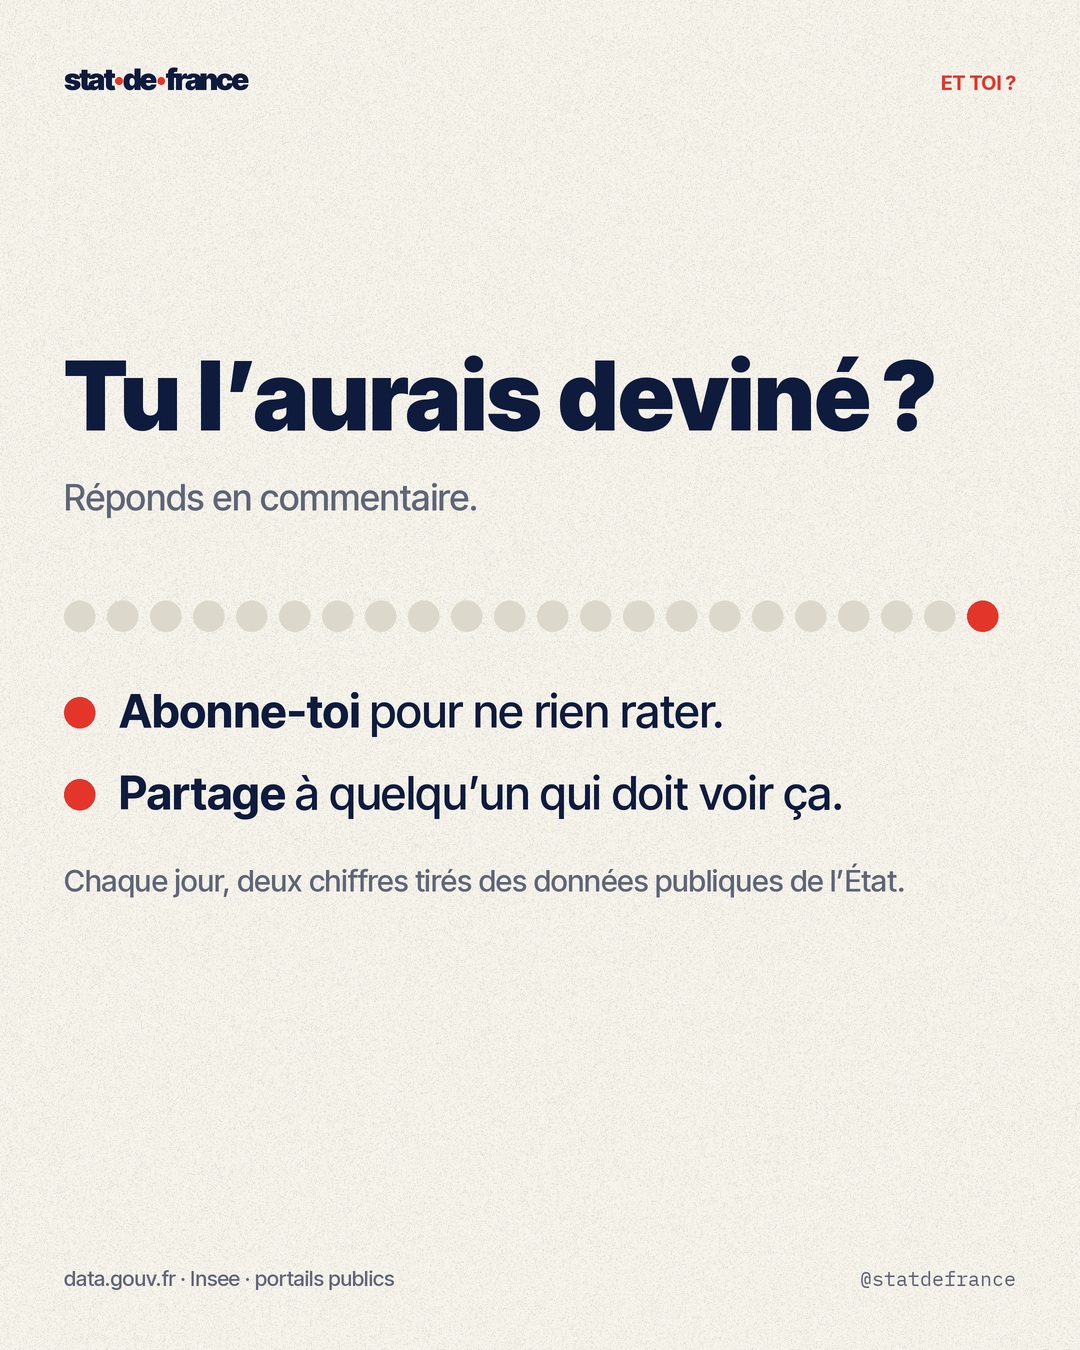 stat•de•france
ET TOI ?
Tu l’aurais deviné ?
Réponds en commentaire.
Abonne-toi pour ne rien rater.
Partage à quelqu’un qui doit voir ça.
Chaque jour, deux chiffres tirés des données publiques de l’État.
data.gouv.fr · Insee · portails publics
@statdefrance